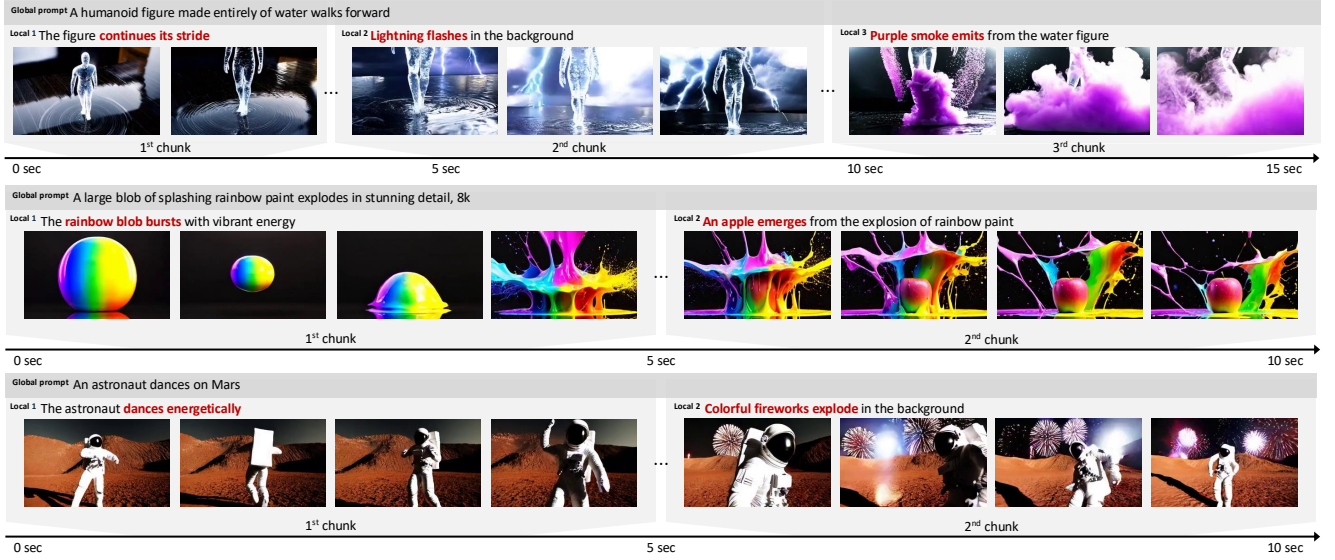 Global prompt A humanoid figure made entirely of water walks forward
Local 1 The figure continues its stride
Local 2 Lightning flashes in the background
Local 3 Purple smoke emits from the water figure
...
...
1st chunk
2nd chunk
3rd chunk
0 sec
5 sec
10 sec
15 sec
Global prompt A large blob of splashing rainbow paint explodes in stunning detail, 8k
Local 1 The rainbow blob bursts with vibrant energy
Local 2 An apple emerges from the explosion of rainbow paint
...
1st chunk
2nd chunk
0 sec
5 sec
10 sec
Global prompt An astronaut dances on Mars
Local 1 The astronaut dances energetically
Local 2 Colorful fireworks explode in the background
...
1st chunk
2nd chunk
0 sec
5 sec
10 sec